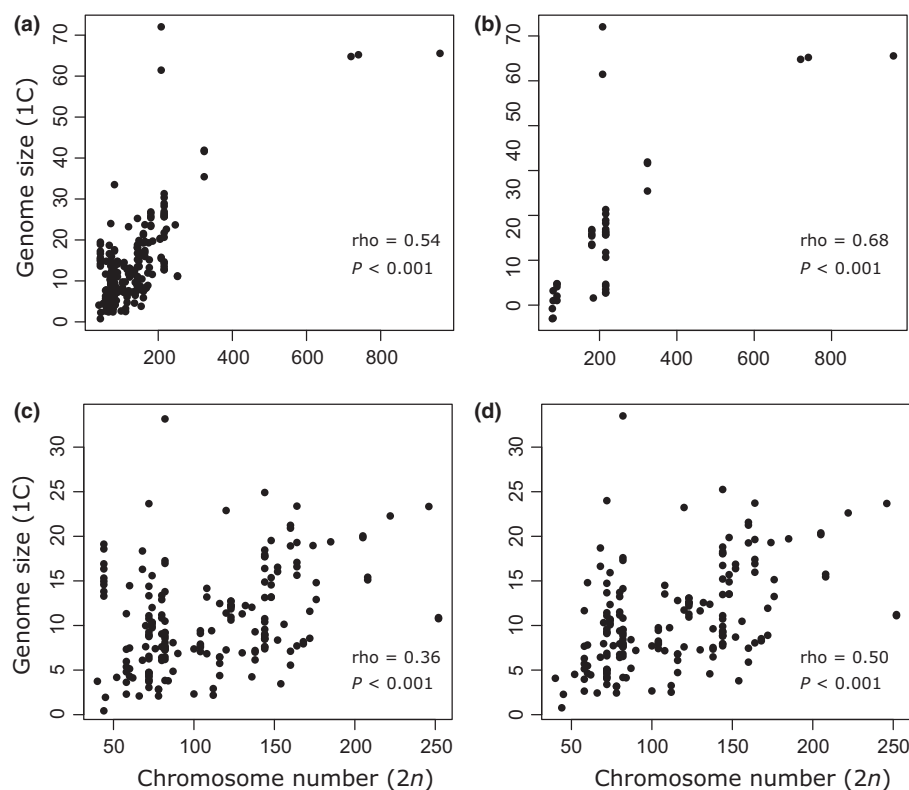 (a)
Genome size (1C)
70
60
50
40
30
20
10
0
rho = 0.54
P < 0.001
200 400 600 800
(b)
70
60
50
40
30
20
10
0
rho = 0.68
P < 0.001
200 400 600 800
(c)
Genome size (1C)
30
25
20
15
10
5
0
rho = 0.36
P < 0.001
50 100 150 200 250
Chromosome number (2n)
(d)
30
25
20
15
10
5
0
rho = 0.50
P < 0.001
50 100 150 200 250
Chromosome number (2n)